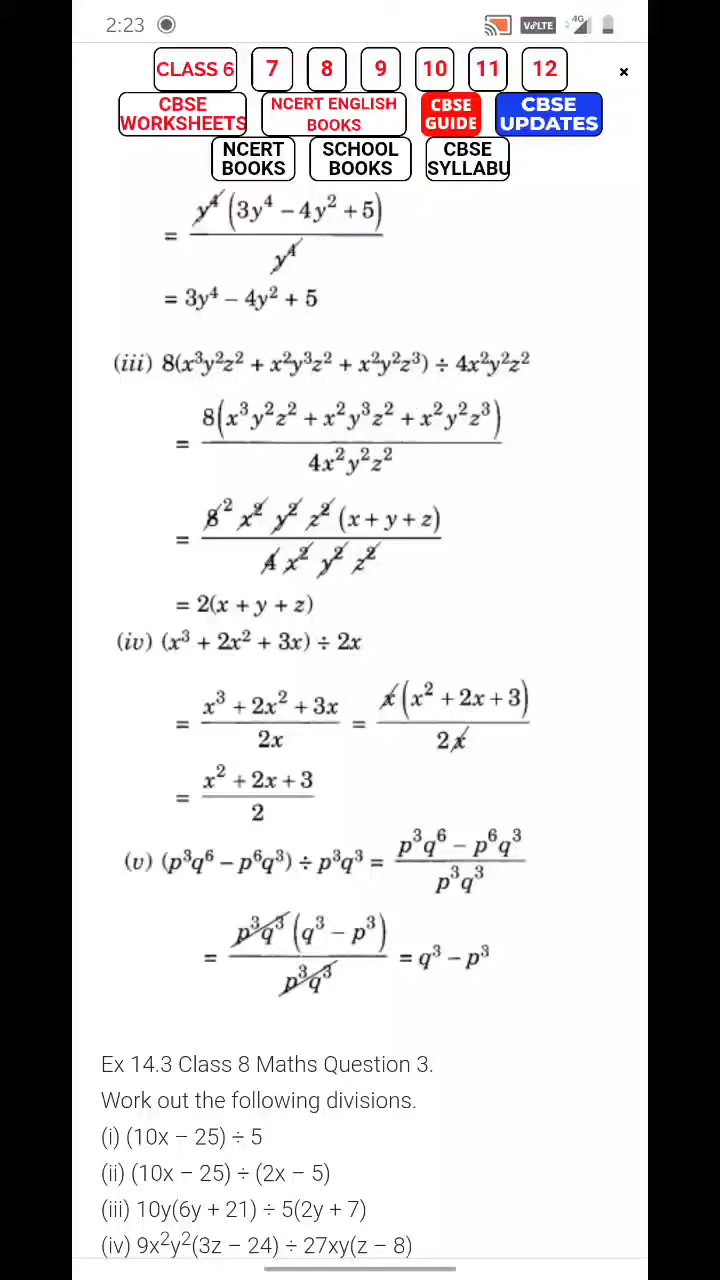 2:23 VoLTE 4G
CLASS 6 7 8 9 10 11 12 ×
CBSE WORKSHEETS NCERT ENGLISH BOOKS CBSE GUIDE CBSE UPDATES
NCERT BOOKS SCHOOL BOOKS CBSE SYLLABU
= y⁴(3y⁴ – 4y² + 5) / y⁴
= 3y⁴ – 4y² + 5
(iii) 8(x³y²z² + x²y³z² + x²y²z³) ÷ 4x²y²z²
= 8(x³y²z² + x²y³z² + x²y²z³) / 4x²y²z²
= 8² x² y² z² (x + y + z) / 4 x² y² z²
= 2(x + y + z)
(iv) (x³ + 2x² + 3x) ÷ 2x
= x³ + 2x² + 3x / 2x = x(x² + 2x + 3) / 2x
= x² + 2x + 3 / 2
(v) (p³q⁶ – p⁶q³) ÷ p³q³ = p³q⁶ – p⁶q³ / p³q³
= p³q³(q³ – p³) / p³q³ = q³ – p³
Ex 14.3 Class 8 Maths Question 3.
Work out the following divisions.
(i) (10x – 25) ÷ 5
(ii) (10x – 25) ÷ (2x – 5)
(iii) 10y(6y + 21) ÷ 5(2y + 7)
(iv) 9x²y²(3z – 24) ÷ 27xy(z – 8)